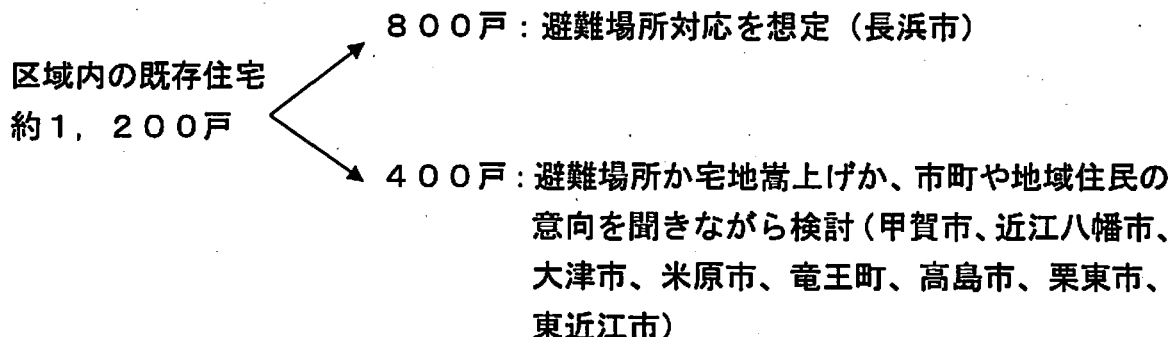 ８００戸：避難場所対応を想定（長浜市）
区域内の既存住宅
約１，２００戸
４００戸：避難場所か宅地嵩上げか、市町や地域住民の
意向を聞きながら検討（甲賀市、近江八幡市、
大津市、米原市、竜王町、高島市、栗東市、
東近江市）